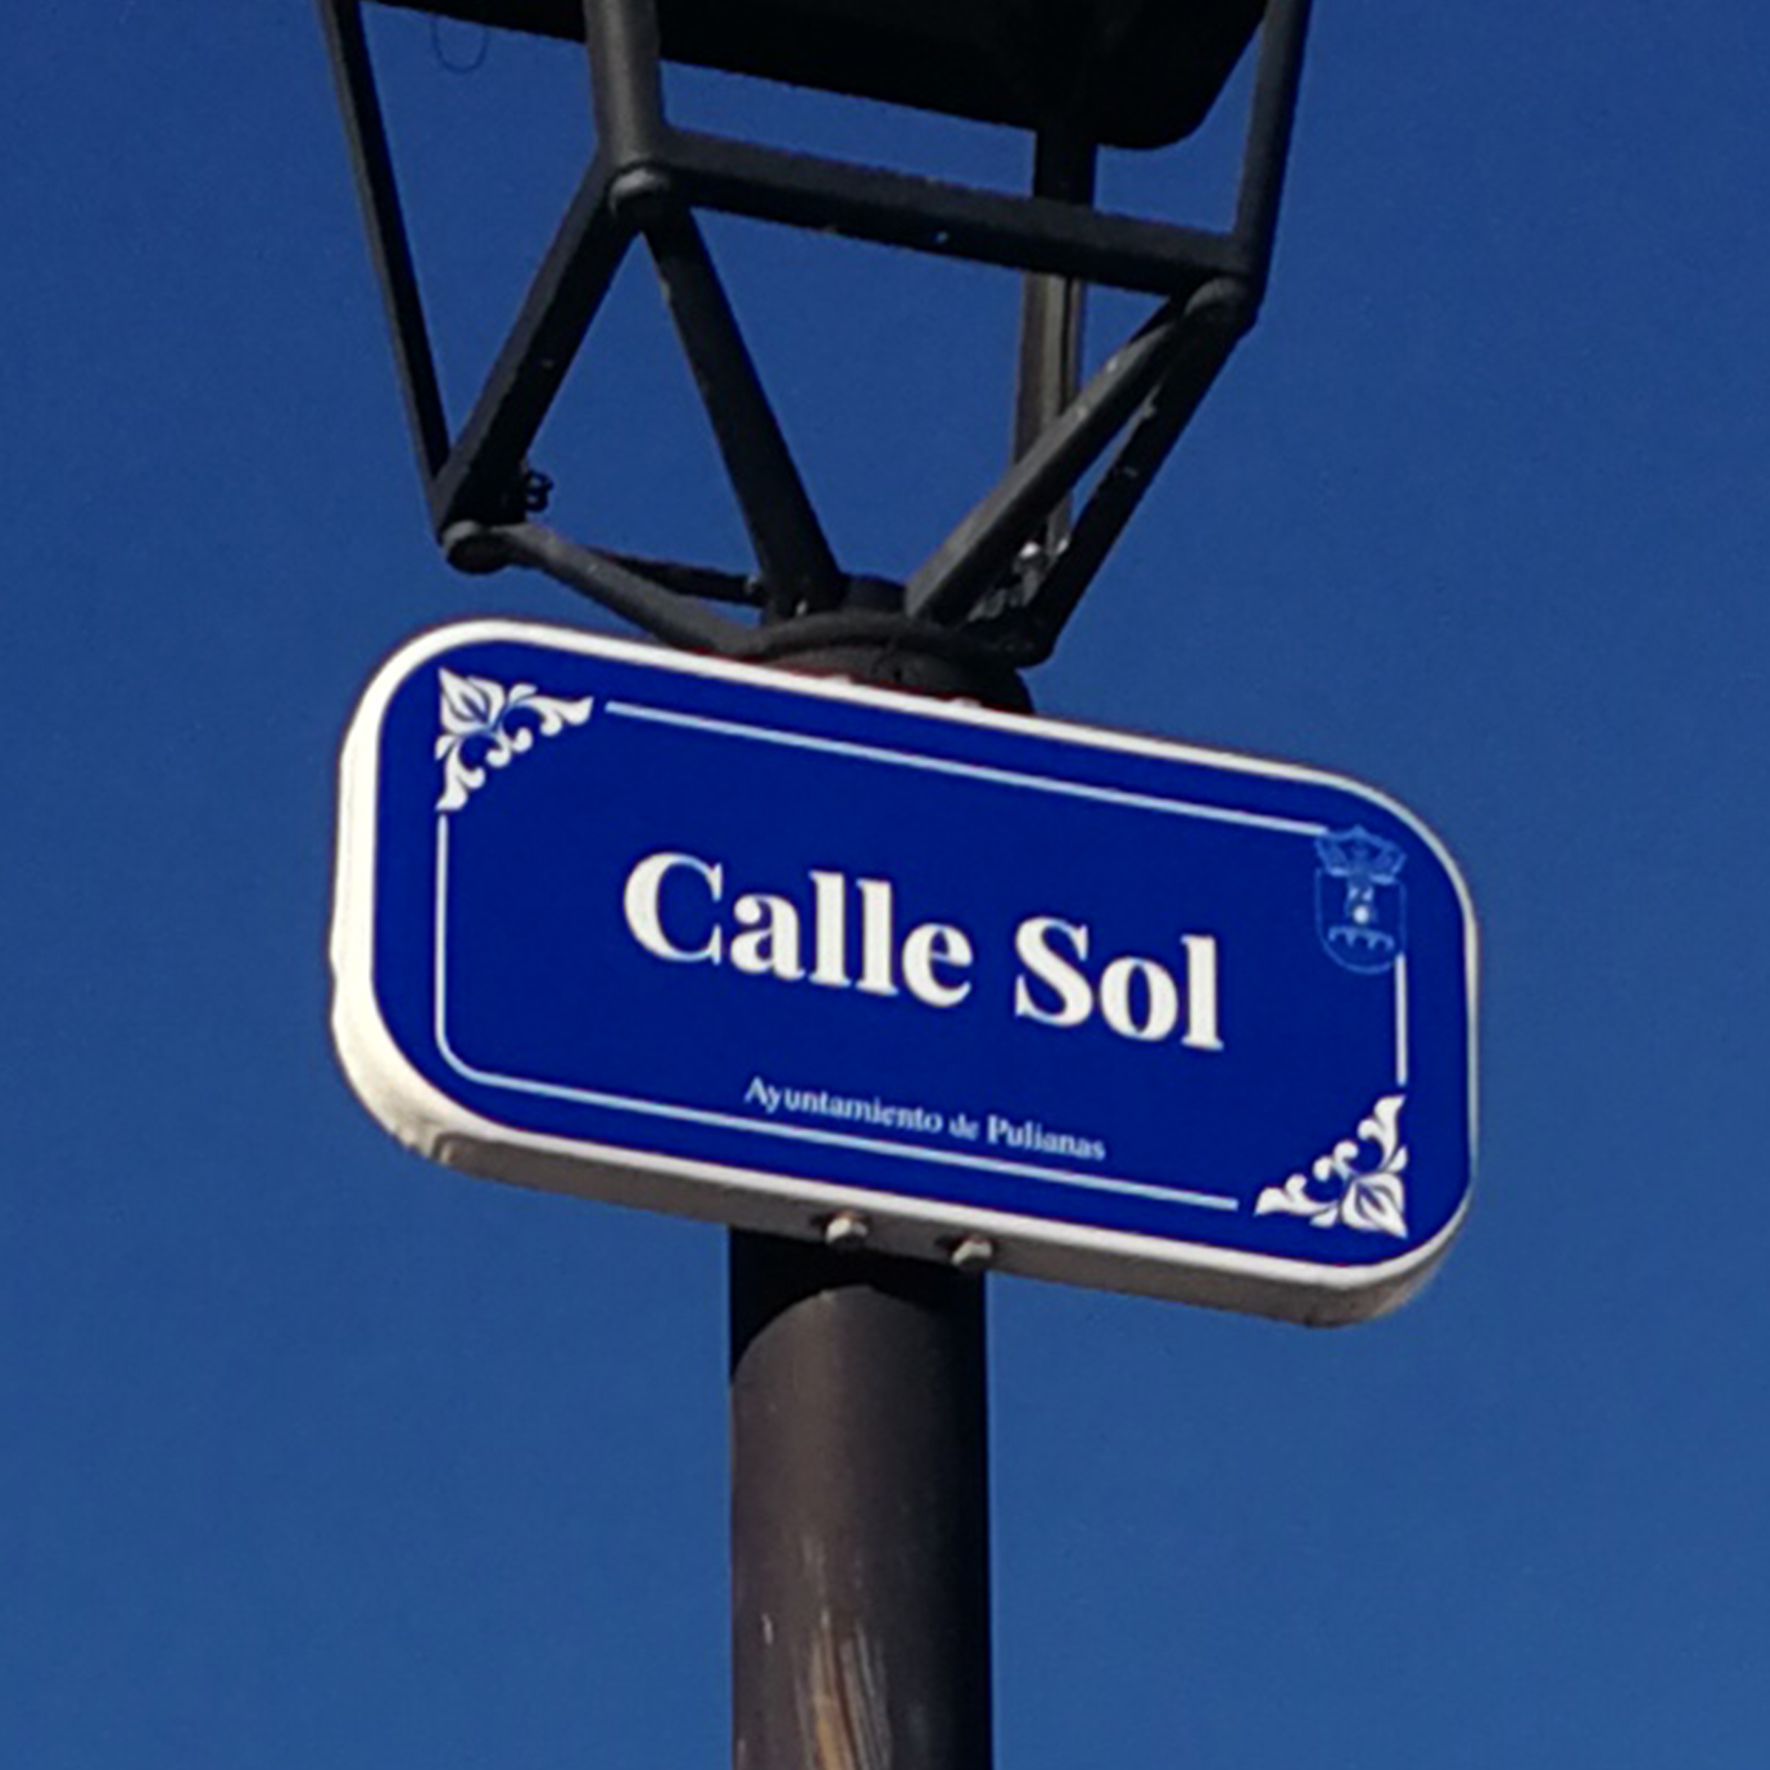 Calle Sol
Ayuntamiento de Pulianas